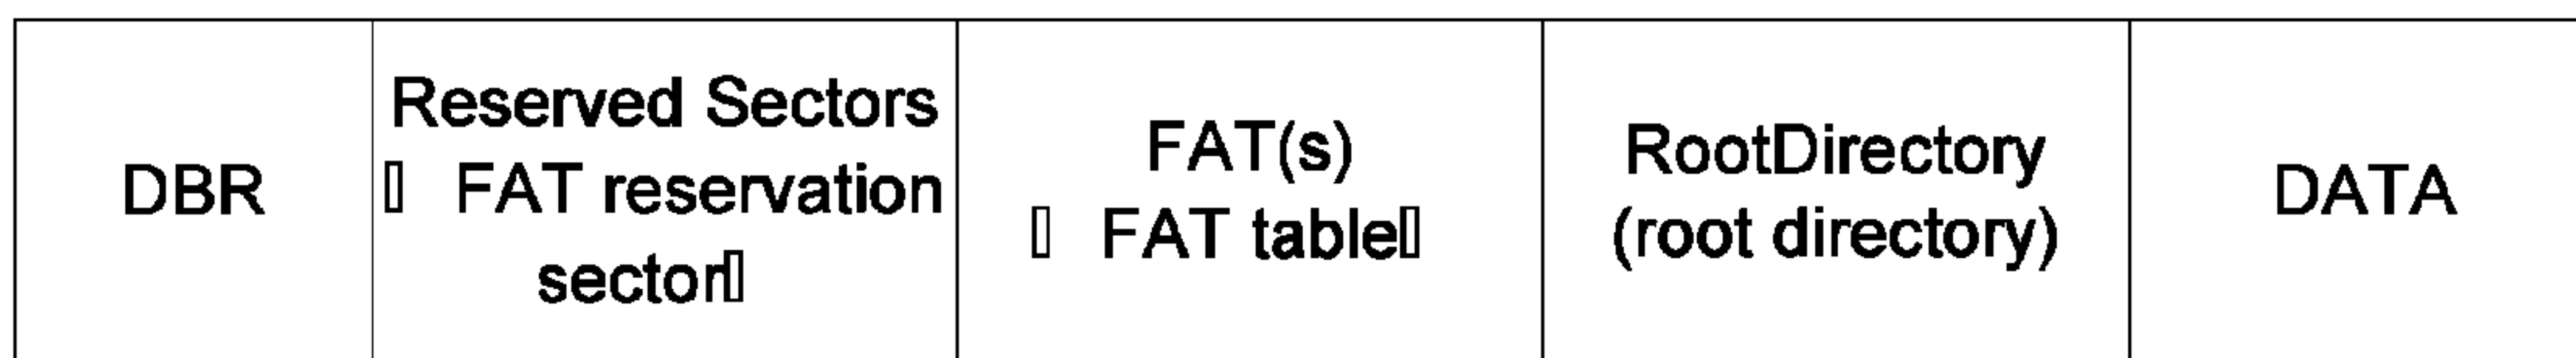 DBR
Reserved Sectors
▯ FAT reservation
sector▯
FAT(s)
▯ FAT table▯
RootDirectory
(root directory)
DATA